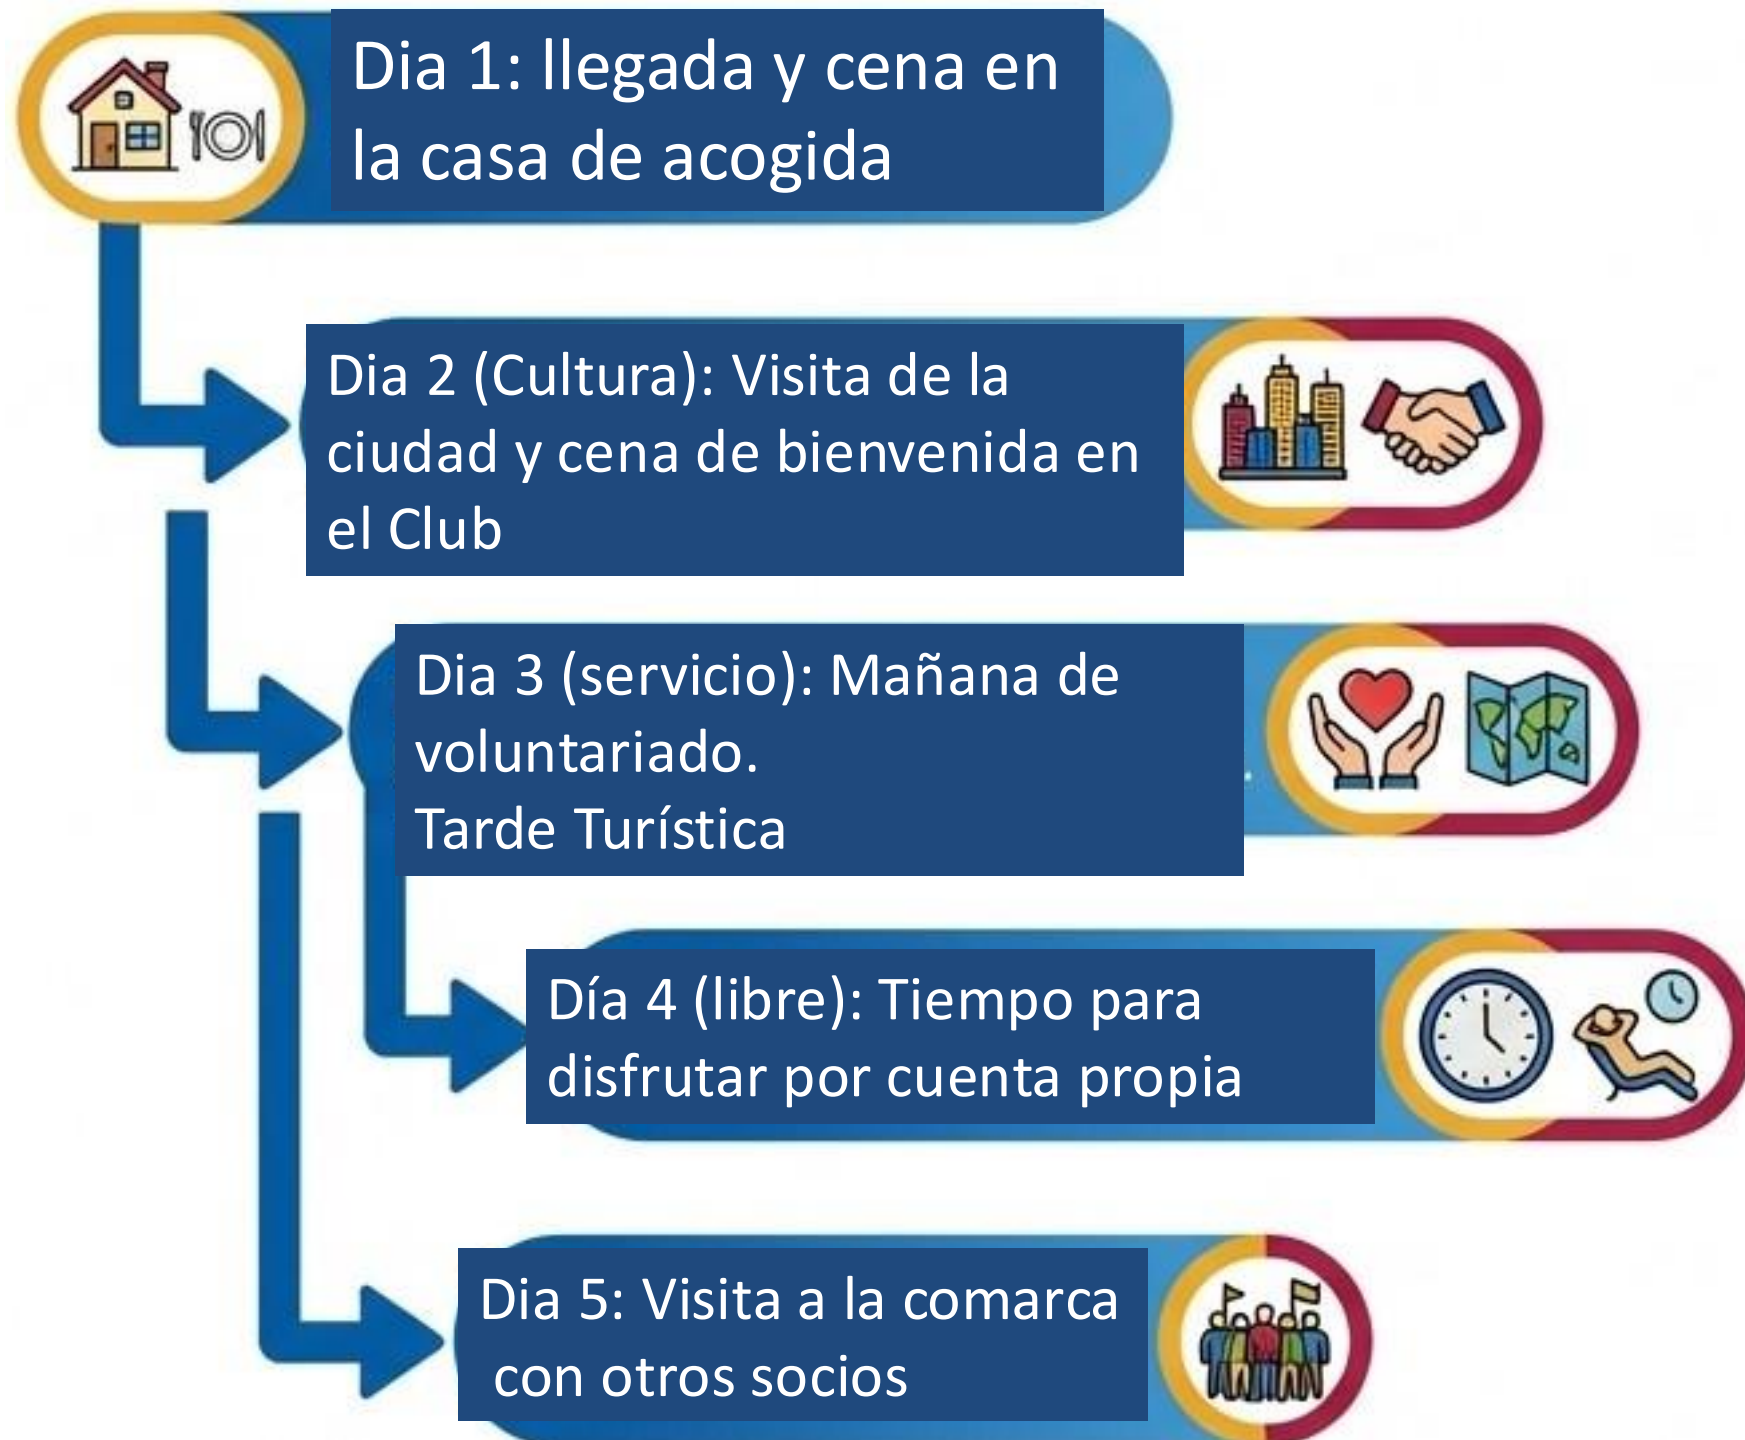 Dia 1: llegada y cena en
la casa de acogida
Dia 2 (Cultura): Visita de la
ciudad y cena de bienvenida en
el Club
Dia 3 (servicio): Mañana de
voluntariado.
Tarde Turística
Día 4 (libre): Tiempo para
disfrutar por cuenta propia
Dia 5: Visita a la comarca
con otros socios